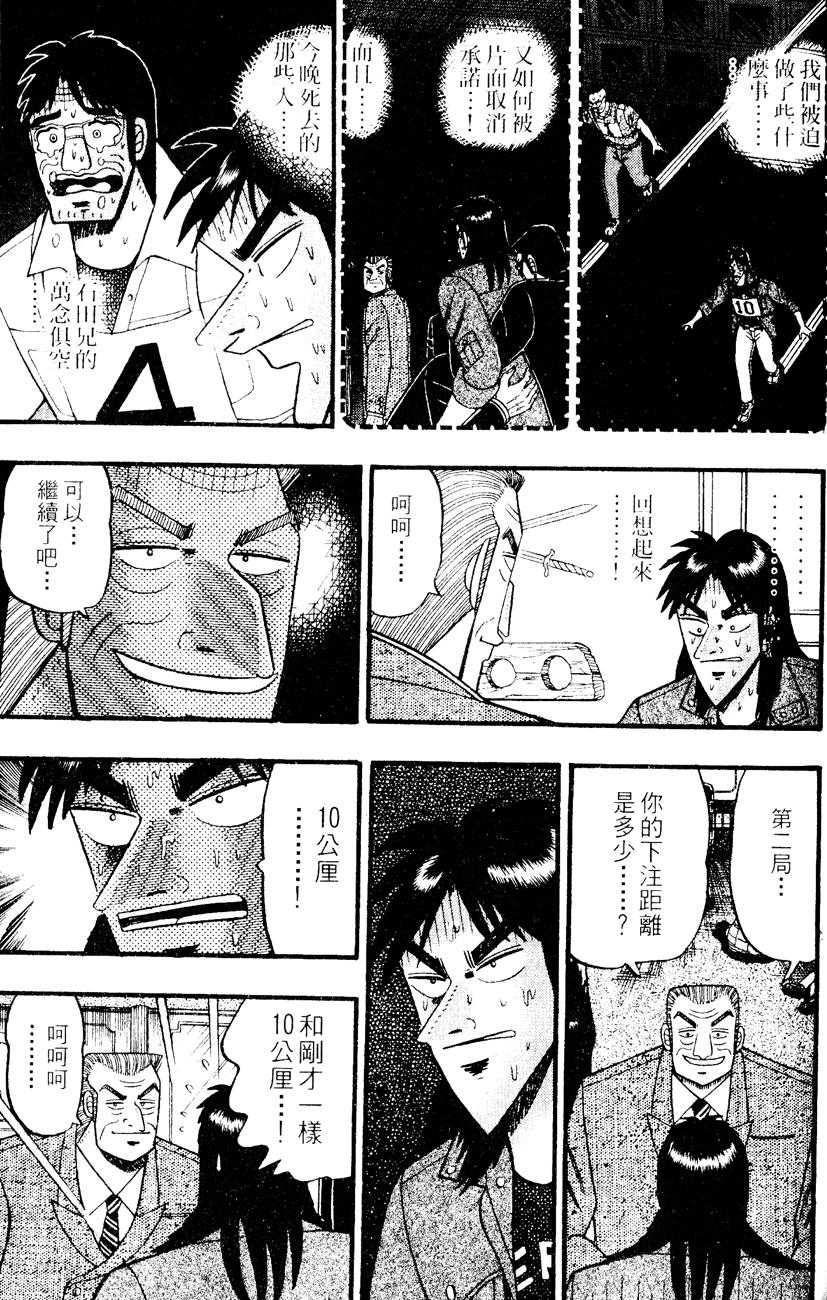 我們被迫
做了些什
麼事……
…
10
又如何被
片面取消
承諾…！
而且…
今晚死去的
那些人……
石田兄的
萬念俱空
……
4
…………
…。。。。
回想起來
……！
呵呵……
可以…
繼續了吧…
第二局…
你的下注距離
是多少……？
10公厘
………！
和剛才一樣
10公厘……！
呵呵呵
……